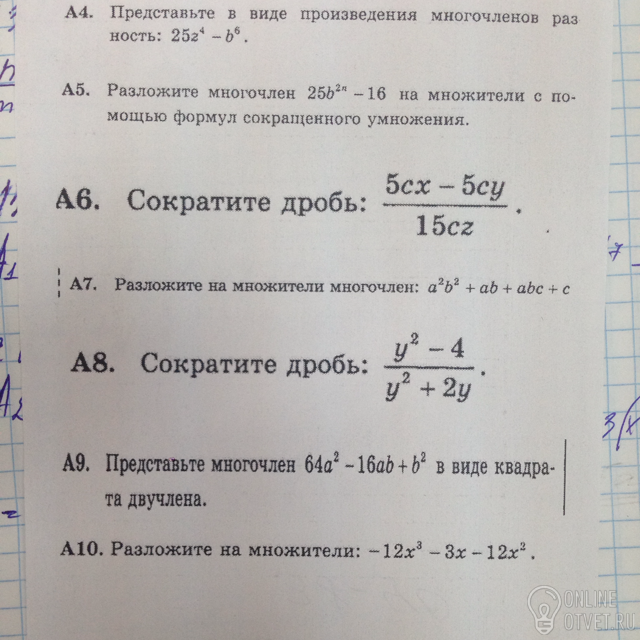 А4. Представьте в виде произведения многочленов раз
ность: 25z⁴ − b⁶.
А5. Разложите многочлен 25b²ⁿ − 16 на множители с по-
мощью формул сокращенного умножения.
А6. Сократите дробь: (5cx − 5cy)/(15cz).
А7. Разложите на множители многочлен: a²b² + ab + abc + c
А8. Сократите дробь: (y² − 4)/(y² + 2y).
А9. Представьте многочлен 64a² − 16ab + b² в виде квадра-
та двучлена.
А10. Разложите на множители: −12x³ − 3x − 12x².
ONLINE
OTVET.RU